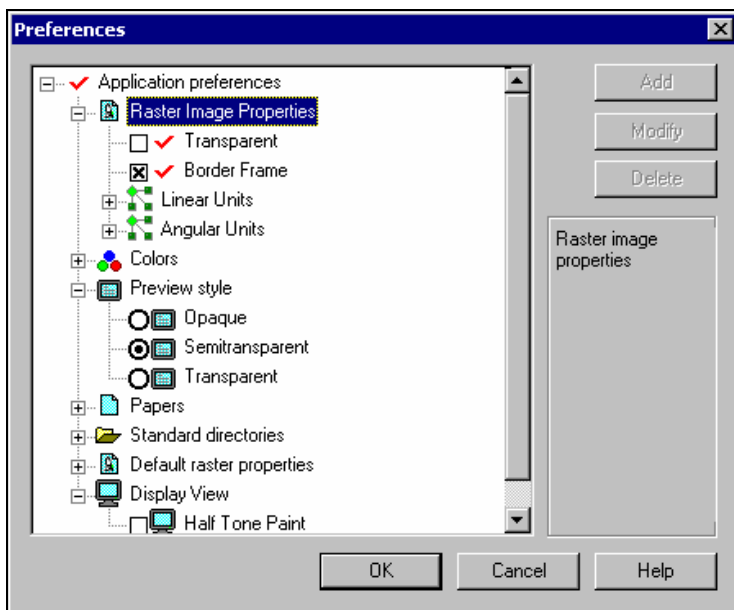 Preferences
Application preferences
Raster Image Properties
Transparent
Border Frame
Linear Units
Angular Units
Colors
Preview style
Opaque
Semitransparent
Transparent
Papers
Standard directories
Default raster properties
Display View
Half Tone Paint
Add
Modify
Delete
Raster image
properties
OK
Cancel
Help